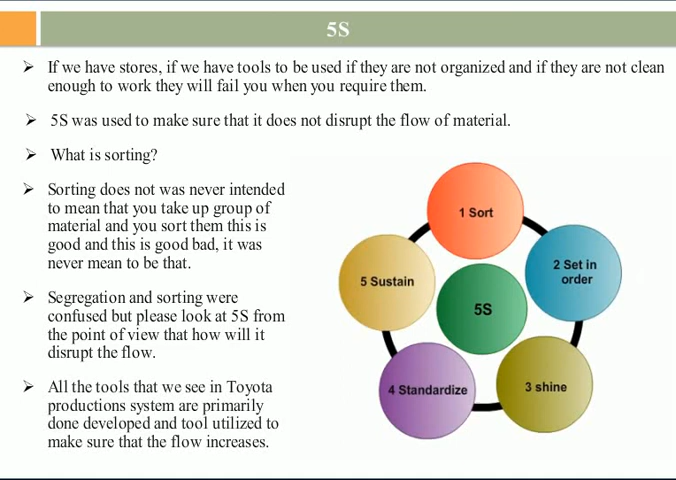 5S
If we have stores, if we have tools to be used if they are not organized and if they are not clean
enough to work they will fail you when you require them.
5S was used to make sure that it does not disrupt the flow of material.
What is sorting?
Sorting does not was never intended
to mean that you take up group of
material and you sort them this is
good and this is good bad, it was
never mean to be that.
Segregation and sorting were
confused but please look at 5S from
the point of view that how will it
disrupt the flow.
All the tools that we see in Toyota
productions system are primarily
done developed and tool utilized to
make sure that the flow increases.
1 Sort
2 Set in
order
3 shine
4 Standardize
5 Sustain
5S